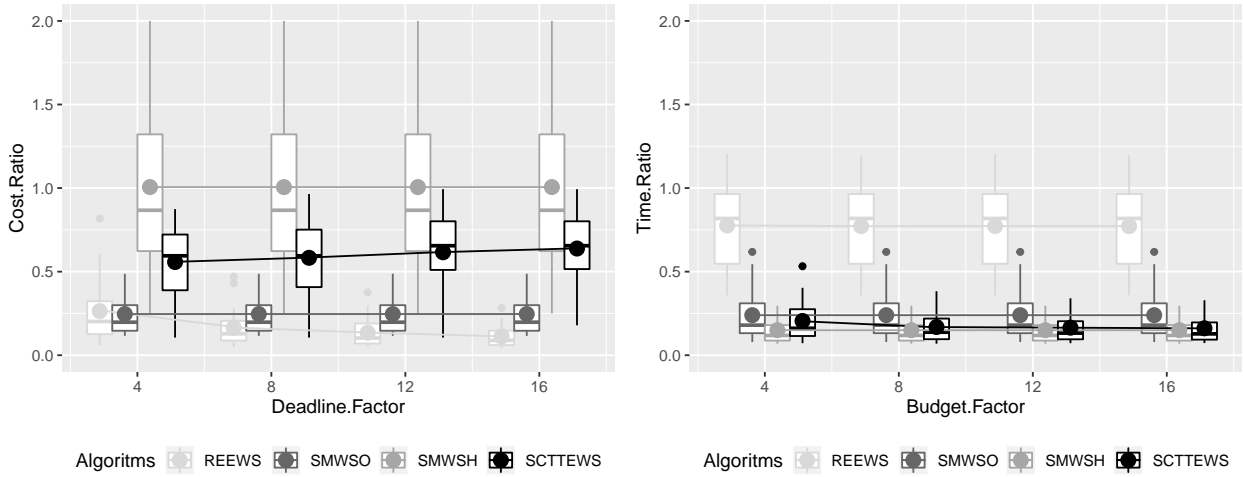 2.0
1.5
1.0
0.5
0.0
Cost.Ratio
4 8 12 16
Deadline.Factor
Algoritms REEWS SMWSO SMWSH SCTTEWS
2.0
1.5
1.0
0.5
0.0
Time.Ratio
4 8 12 16
Budget.Factor
Algoritms REEWS SMWSO SMWSH SCTTEWS